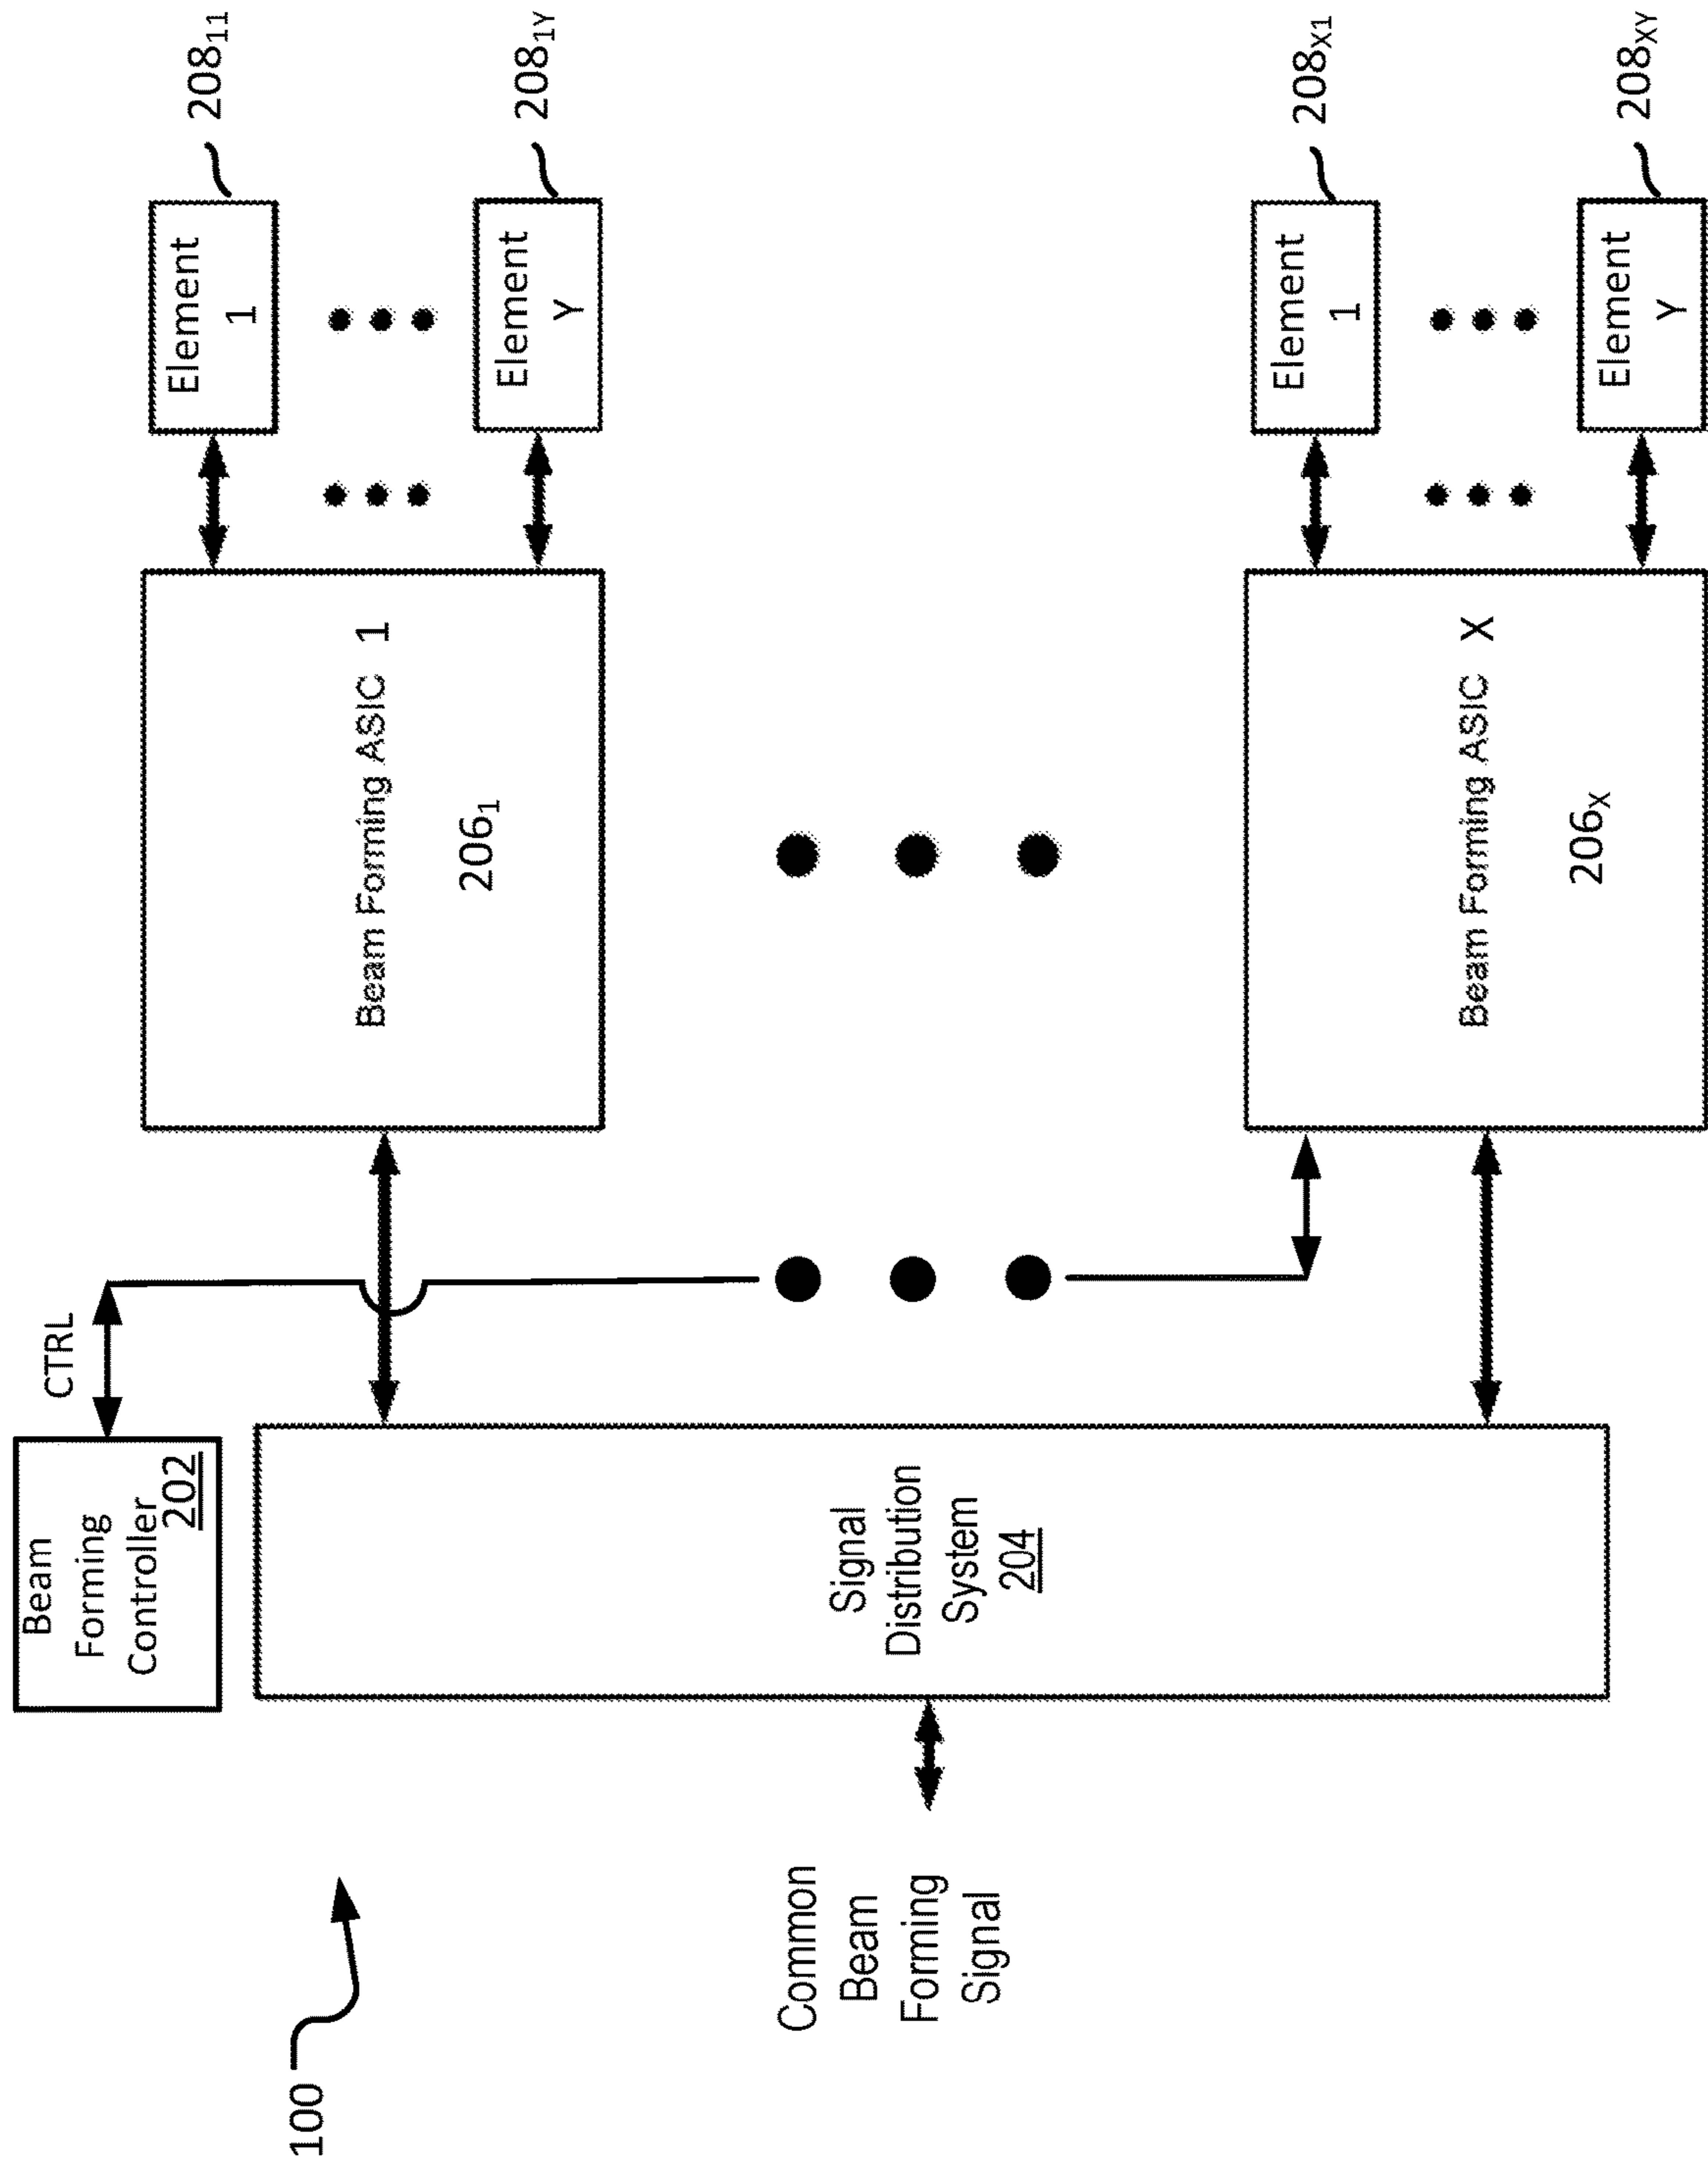 100
Common
Beam
Forming
Signal
Beam
Forming
Controller
202
CTRL
Signal
Distribution
System
204
Beam Forming ASIC 1
206₁
Beam Forming ASIC X
206ₓ
Element
1
208₁₁
Element
Y
208₁Y
Element
1
208X₁
Element
Y
208XY